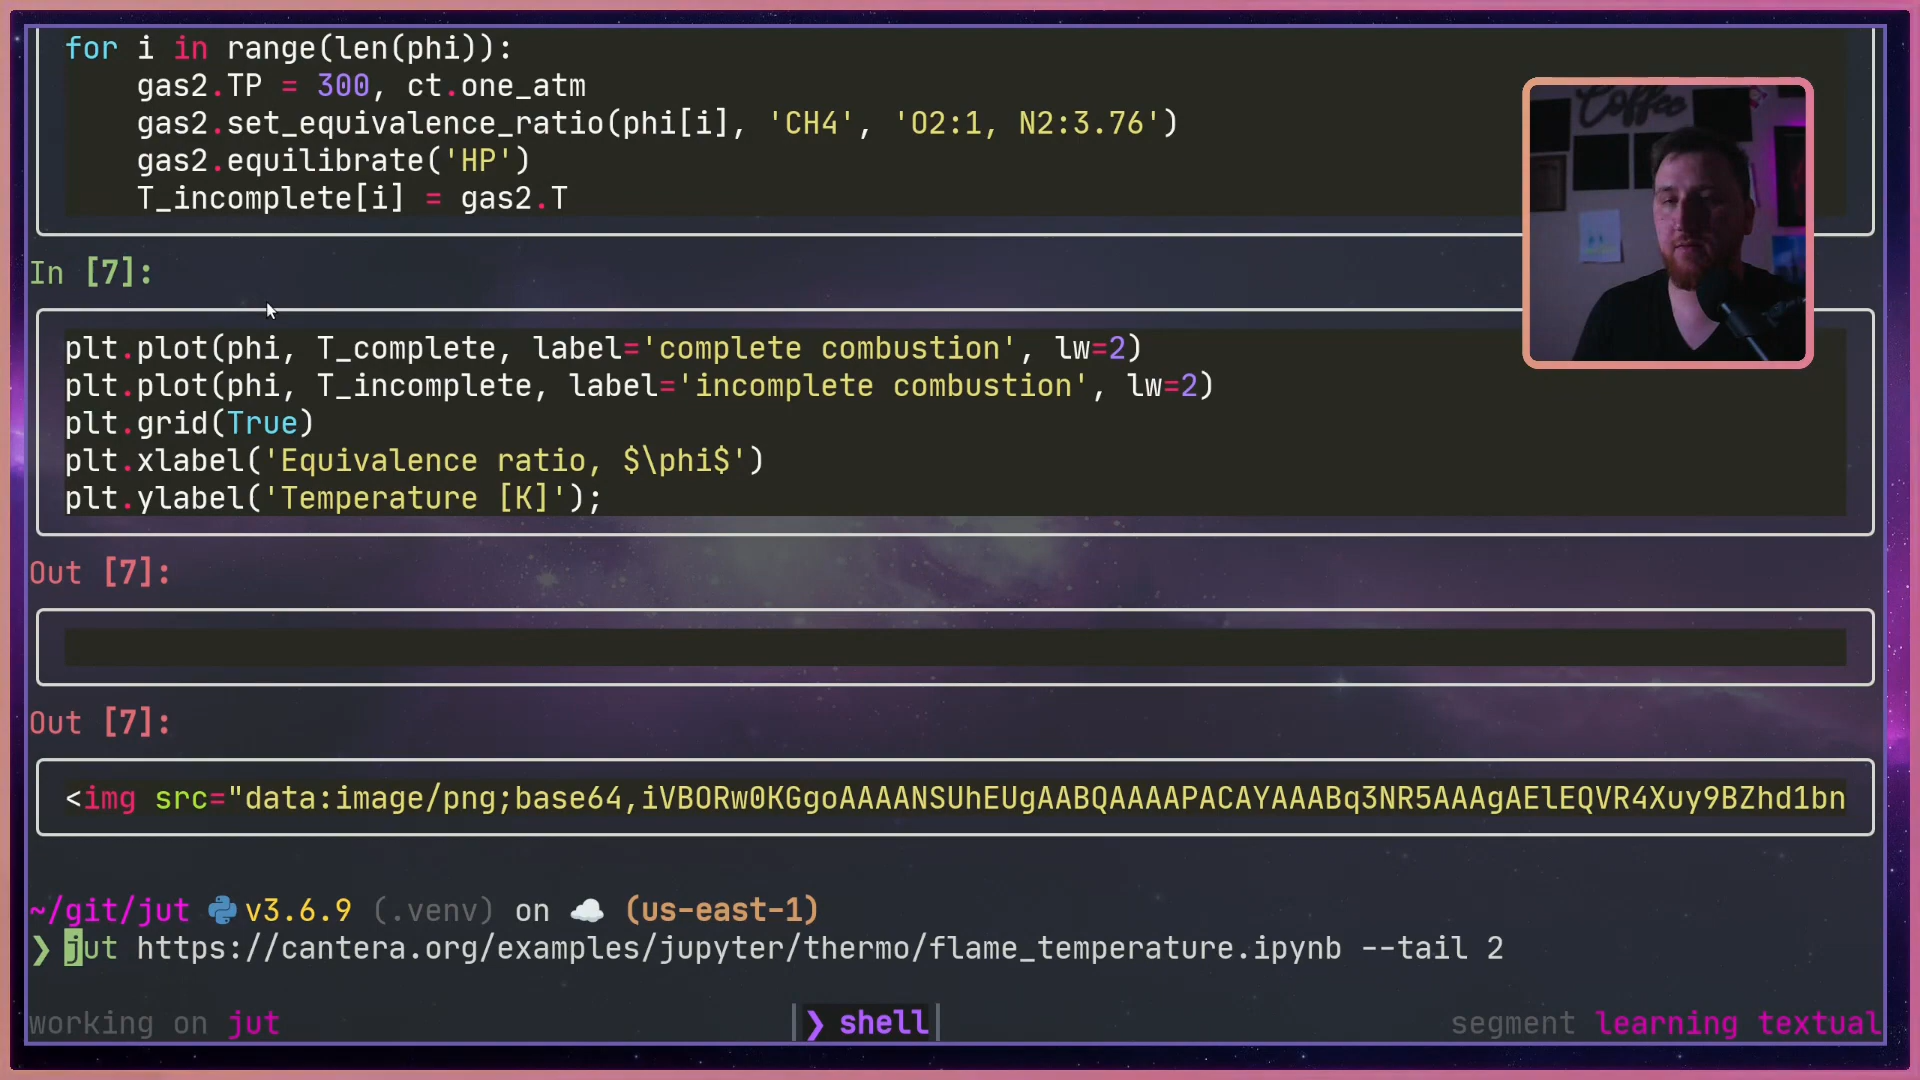 for i in range(len(phi)):
    gas2.TP = 300, ct.one_atm
    gas2.set_equivalence_ratio(phi[i], 'CH4', 'O2:1, N2:3.76')
    gas2.equilibrate('HP')
    T_incomplete[i] = gas2.T
Coffee
In [7]:
plt.plot(phi, T_complete, label='complete combustion', lw=2)
plt.plot(phi, T_incomplete, label='incomplete combustion', lw=2)
plt.grid(True)
plt.xlabel('Equivalence ratio, $\phi$')
plt.ylabel('Temperature [K]');
Out [7]:
Out [7]:
<img src="data:image/png;base64,iVBORw0KGgoAAAANSUhEUgAABQAAAAPACAYAAABq3NR5AAAgAElEQVR4Xuy9BZhd1bn
~/git/jut v3.6.9 (.venv) on (us-east-1)
❯ jut https://cantera.org/examples/jupyter/thermo/flame_temperature.ipynb --tail 2
working on jut
❯ shell
segment learning textual